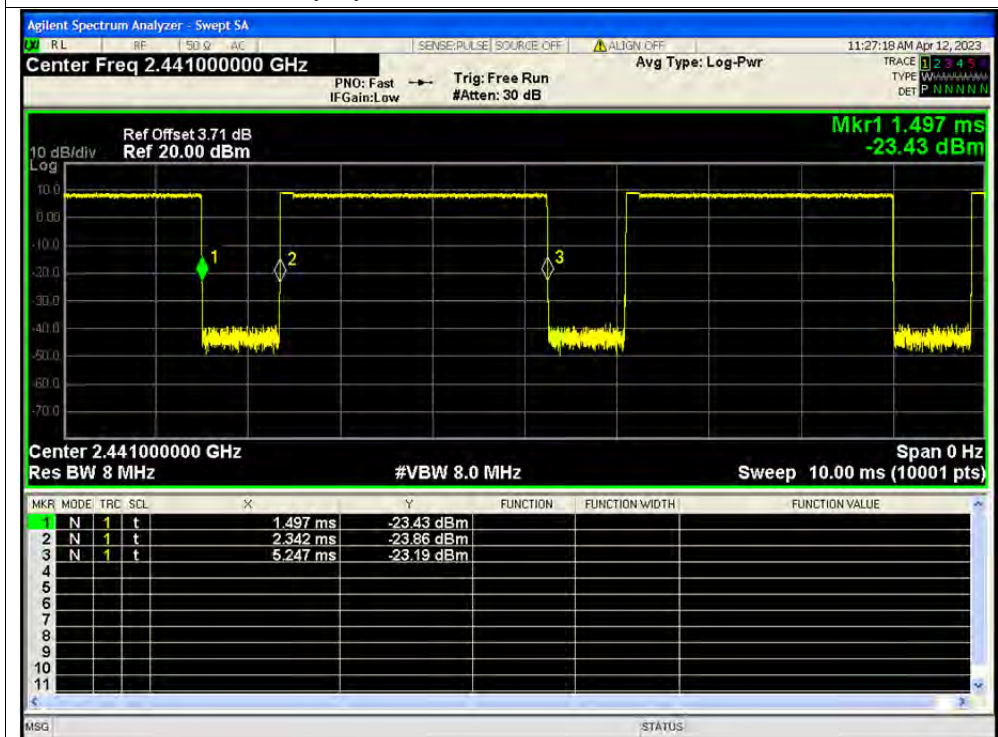 Agilent Spectrum Analyzer - Swept SA
RL RF 50 Ω AC SENSE:PULSE SOURCE OFF ALIGN OFF 11:27:18 AM Apr 12, 2023
Center Freq 2.441000000 GHz
PNO: Fast
IFGain:Low
Trig: Free Run
#Atten: 30 dB
Avg Type: Log-Pwr
TRACE 1 2 3 4 5 6
TYPE
DET P N N N N N
Mkr1 1.497 ms
-23.43 dBm
Ref Offset 3.71 dB
10 dB/div Ref 20.00 dBm
Log
10.0
0.00
-10.0
-20.0
-30.0
-40.0
-50.0
-60.0
-70.0
1
2
3
Center 2.441000000 GHz Span 0 Hz
Res BW 8 MHz #VBW 8.0 MHz Sweep 10.00 ms (10001 pts)
MKR MODE TRC SCL X Y FUNCTION FUNCTION WIDTH FUNCTION VALUE
1 N 1 t 1.497 ms -23.43 dBm
2 N 1 t 2.342 ms -23.86 dBm
3 N 1 t 5.247 ms -23.19 dBm
4
5
6
7
8
9
10
11
MSG STATUS